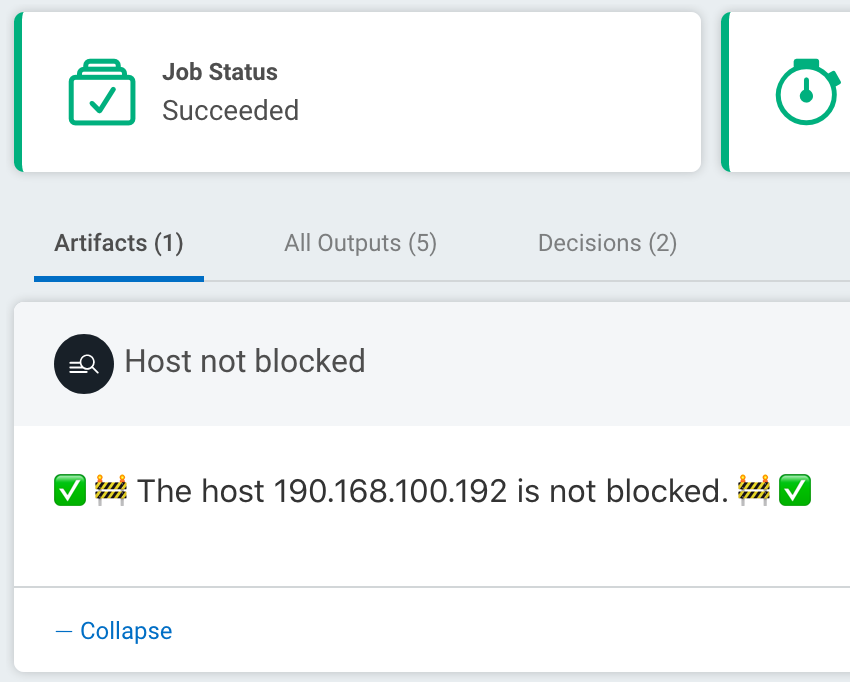 Job Status
Succeeded
Artifacts (1)
All Outputs (5)
Decisions (2)
Host not blocked
✅ 🚧 The host 190.168.100.192 is not blocked. 🚧 ✅
— Collapse